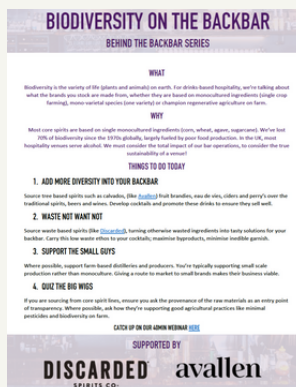 BIODIVERSITY ON THE BACKBAR
BEHIND THE BACKBAR SERIES
WHAT
Biodiversity is the variety of life (plants and animals) on earth. For drinks based hospitality, we're talking about
what the brands you stock are made from, whether they are based on monocultured ingredients (single crop
farming), mono varietal species (one variety) or champion regenerative agriculture on farm.
WHY
Most core spirits are based on single monocultured ingredients (corn, wheat, agave, sugarcane). We've lost
70% of biodiversity since the 1970s globally, largely fueled by poor food production. In the UK, most
hospitality venues serve alcohol. We must consider the total impact of our bar operations, to consider the true
sustainability of a venue!
THINGS TO DO TODAY
1. ADD MORE DIVERSITY INTO YOUR BACKBAR
Source tree based spirits such as calvados, (like Avallen) fruit brandies, eau de vies, ciders and perry's over the
traditional spirits, beers and wines. Develop cocktails and promote these drinks to ensure they sell well.
2. WASTE NOT WANT NOT
Source waste based spirits (like Discarded), turning otherwise wasted ingredients into tasty solutions for your
backbar. Carry this low waste ethos to your cocktails; maximise byproducts, minimise inedible garnish.
3. SUPPORT THE SMALL GUYS
Where possible, support farm-based distilleries and producers. You're typically supporting small scale
production rather than monoculture. Giving a route to market to small brands makes their business viable.
4. QUIZ THE BIG WIGS
If you are sourcing from core spirit lines, ensure you ask the provenance of the raw materials as an entry point
of transparency. Where possible, ask how they're supporting good agricultural practices like minimal
pesticides and biodiversity on farm.
CATCH UP ON OUR 40MIN WEBINAR HERE
SUPPORTED BY
DISCARDED avallen
SPIRITS CO.